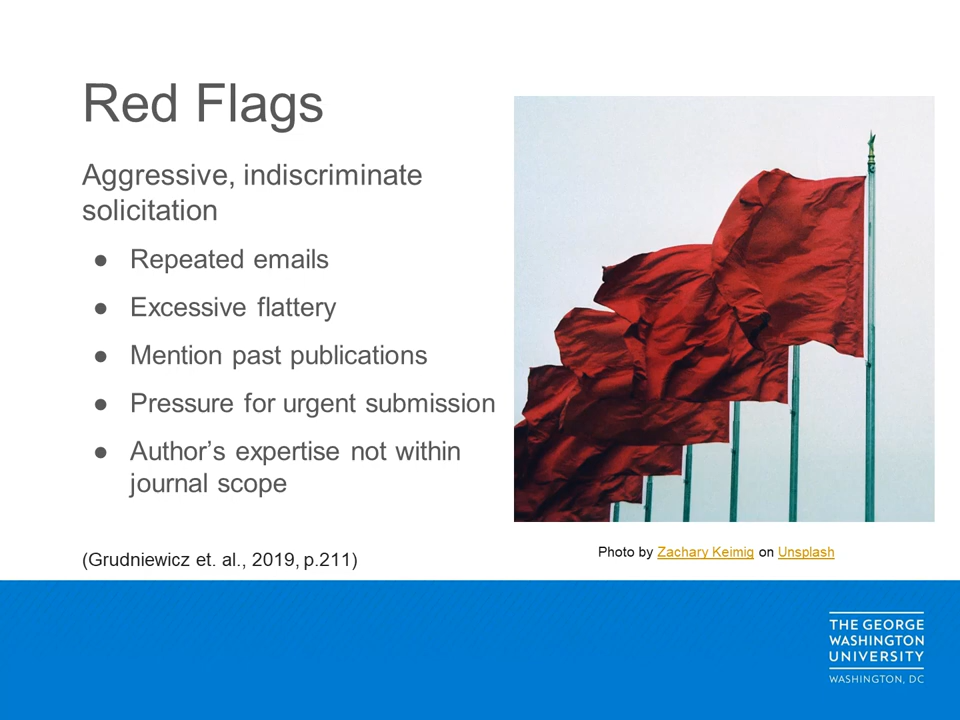 Red Flags
Aggressive, indiscriminate
solicitation
● Repeated emails
● Excessive flattery
● Mention past publications
● Pressure for urgent submission
● Author’s expertise not within
journal scope
(Grudniewicz et. al., 2019, p.211)
Photo by Zachary Keimig on Unsplash
THE GEORGE
WASHINGTON
UNIVERSITY
WASHINGTON, DC